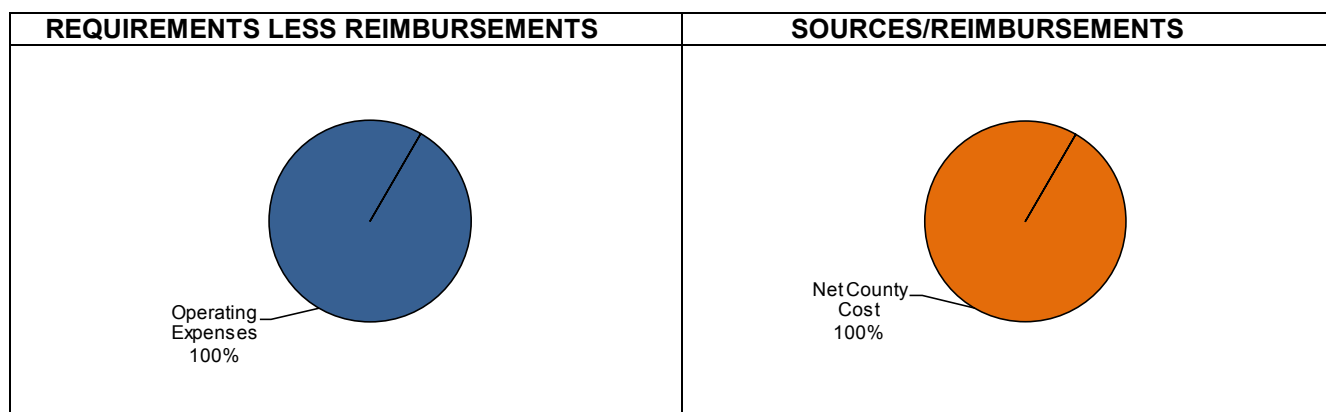 REQUIREMENTS LESS REIMBURSEMENTS
SOURCES/REIMBURSEMENTS
Operating
Expenses
100%
Net County
Cost
100%